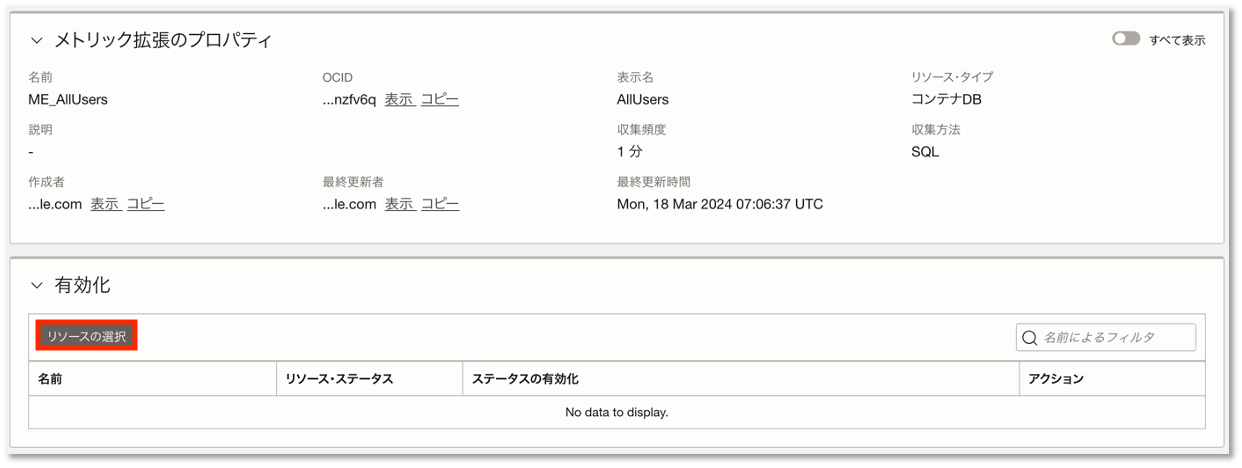 メトリック拡張のプロパティ
すべて表示
名前 OCID 表示名 リソース・タイプ
ME_AllUsers ...nzfv6q 表示 コピー AllUsers コンテナDB
説明 収集頻度 収集方法
- 1 分 SQL
作成者 最終更新者 最終更新時間
...le.com 表示 コピー ...le.com 表示 コピー Mon, 18 Mar 2024 07:06:37 UTC
有効化
リソースの選択 名前によるフィルタ
名前 リソース・ステータス ステータスの有効化 アクション
No data to display.